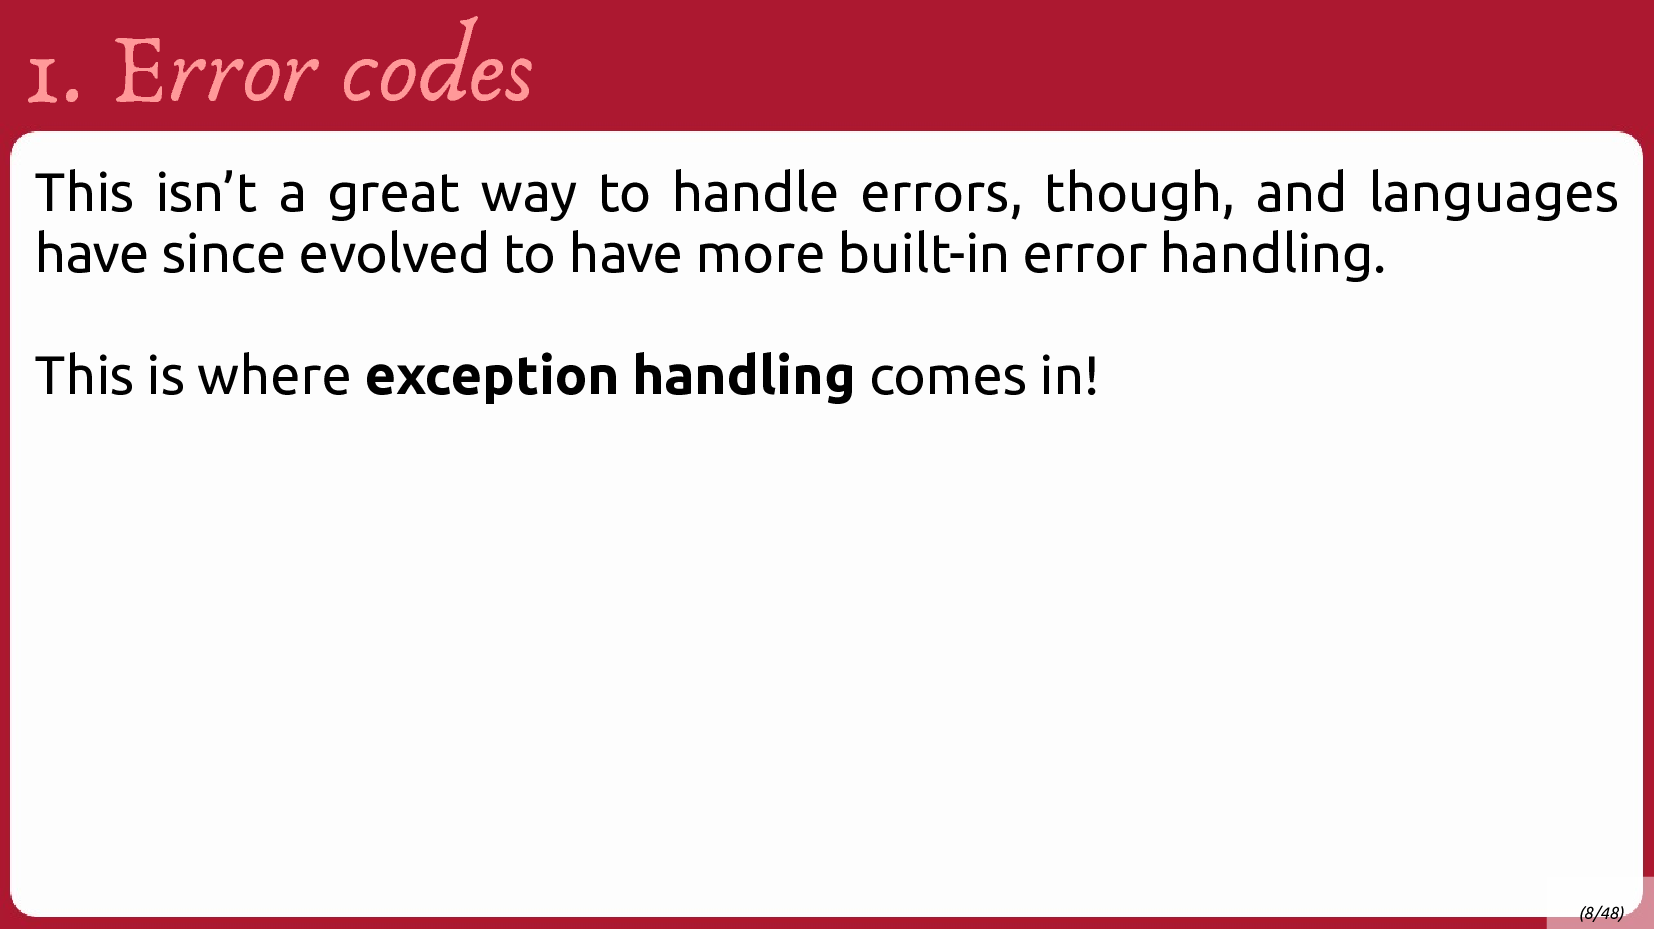 1. Error codes
This isn’t a great way to handle errors, though, and languages
have since evolved to have more built-in error handling.
This is where exception handling comes in!
(8/48)